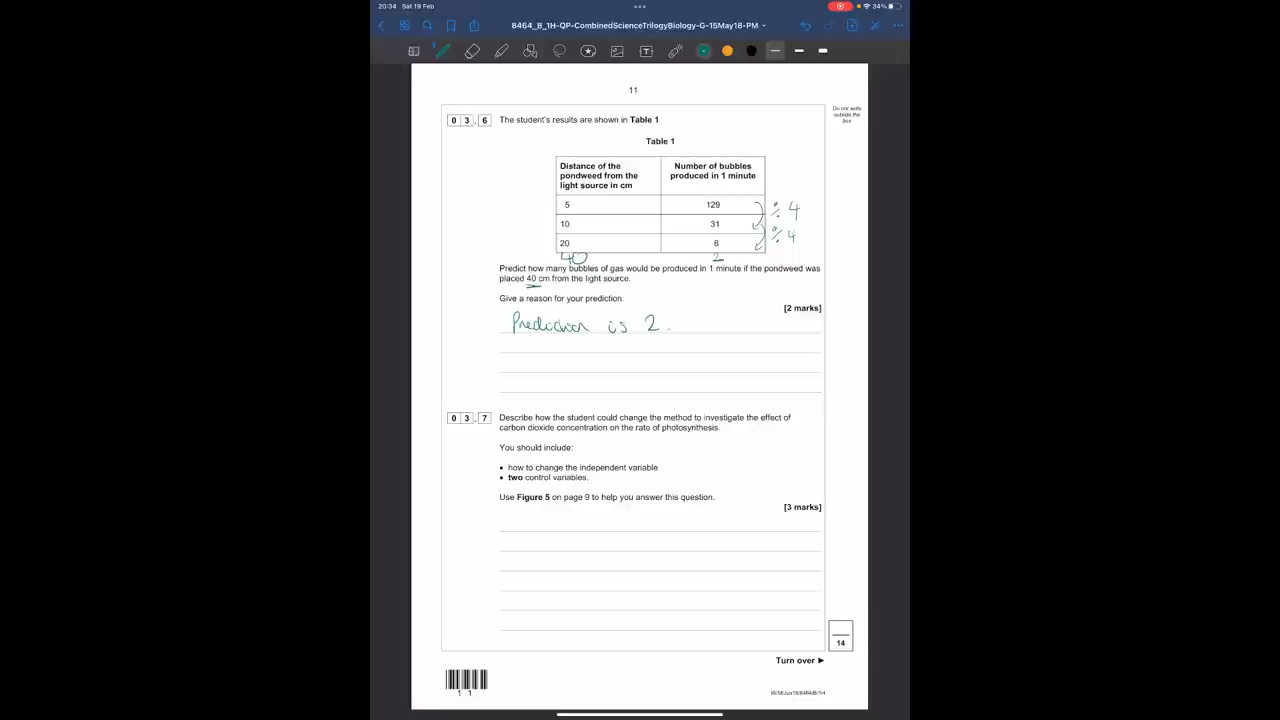 20:34 Sat 19 Feb
34%
8464_B_1H-QP-CombinedScienceTrilogyBiology-G-15May18-PM
11
Do not write
outside the
box
0 3 . 6 The student's results are shown in Table 1
Table 1
Distance of the pondweed from the light source in cm Number of bubbles produced in 1 minute
5 129
÷ 4
10 31
÷ 4
20 8
40 2
Predict how many bubbles of gas would be produced in 1 minute if the pondweed was
placed 40 cm from the light source.
Give a reason for your prediction.
[2 marks]
Prediction is 2.
0 3 . 7 Describe how the student could change the method to investigate the effect of
carbon dioxide concentration on the rate of photosynthesis.
You should include:
• how to change the independent variable
• two control variables.
Use Figure 5 on page 9 to help you answer this question.
[3 marks]
14
Turn over ►
1 1
IB/M/Jun18/8464/B/1H